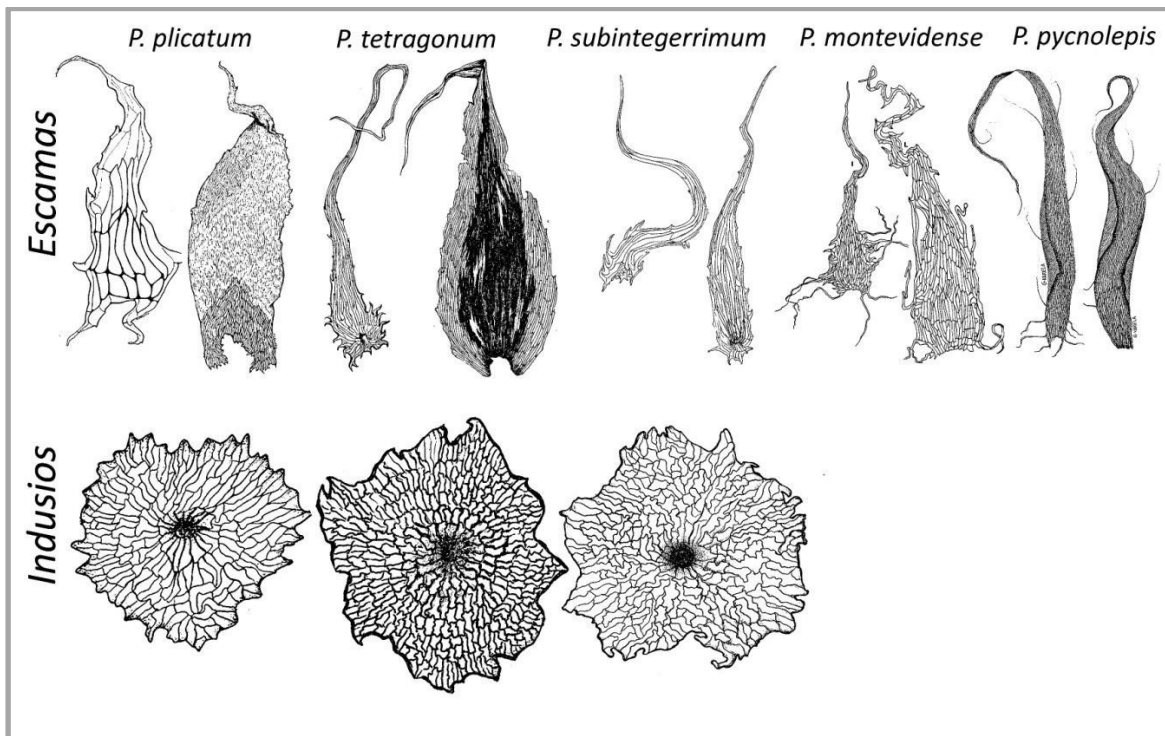 P. plicatum P. tetragonum P. subintegerrimum P. montevidense P. pycnolepis
Escamas
Indusios